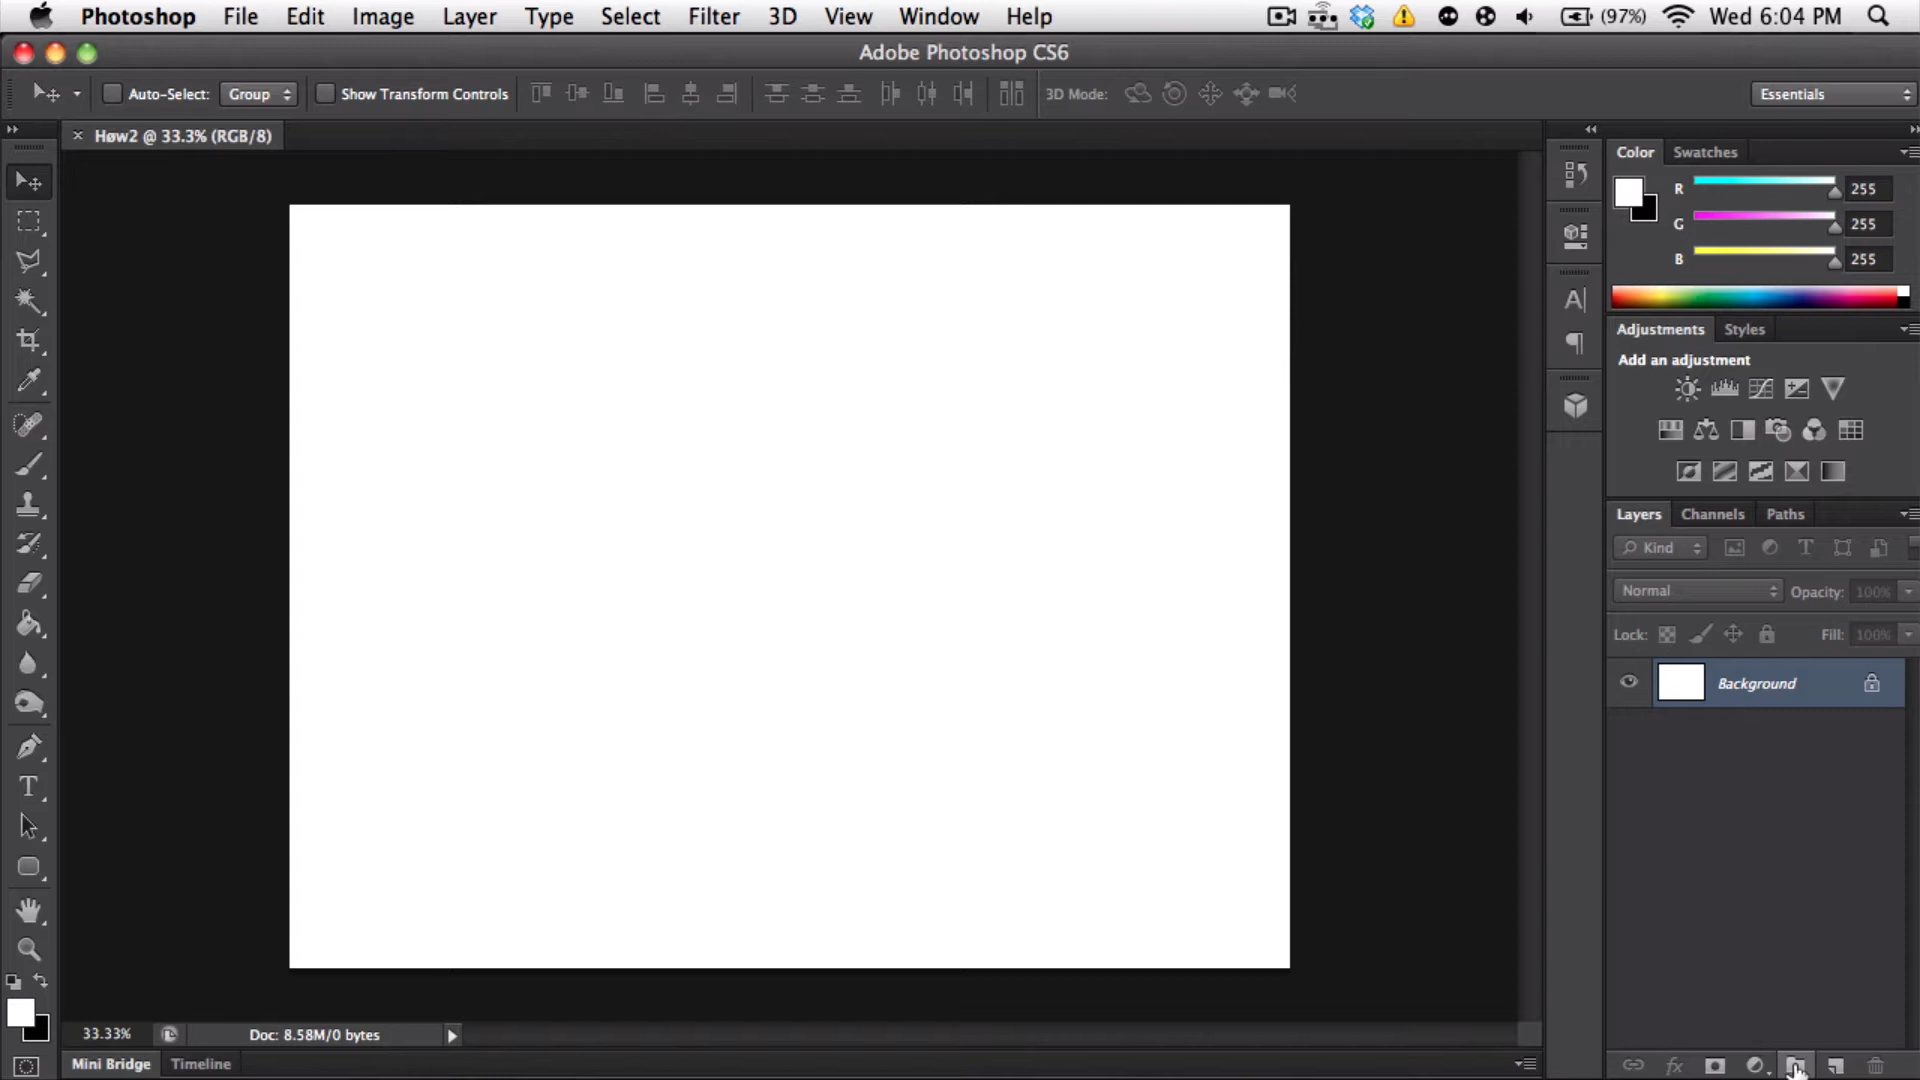 Photoshop File Edit Image Layer Type Select Filter 3D View Window Help (97%) Wed 6:04 PM
Adobe Photoshop CS6
Auto-Select: Group Show Transform Controls 3D Mode: Essentials
× Høw2 @ 33.3% (RGB/8)
Color Swatches
R 255
G 255
B 255
Adjustments Styles
Add an adjustment
Layers Channels Paths
Kind
Normal Opacity: 100%
Lock: Fill: 100%
Background
33.33% Doc: 8.58M/0 bytes
Mini Bridge Timeline